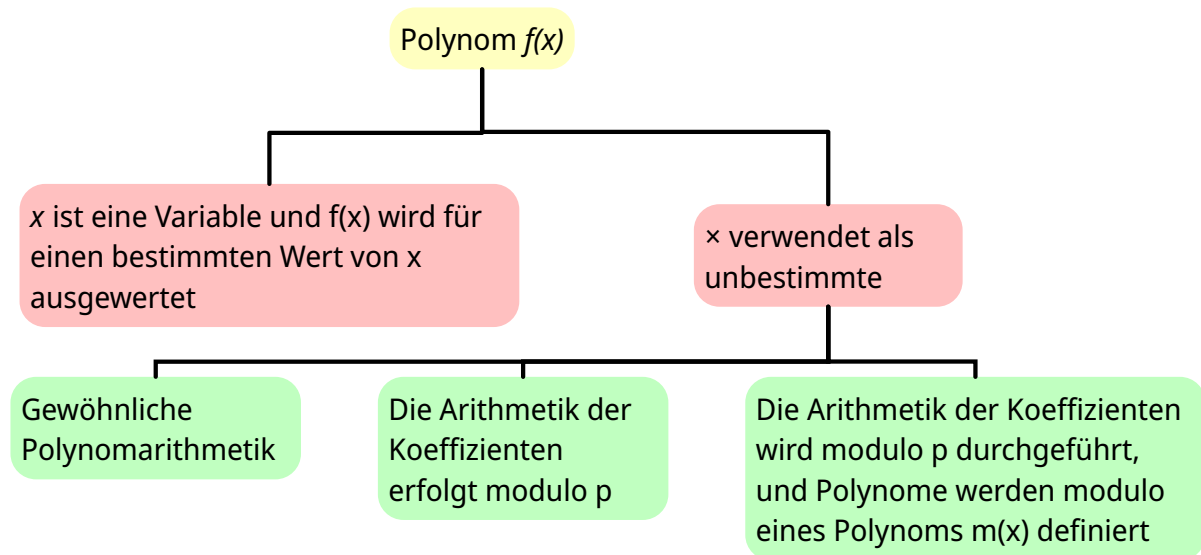 Polynom f(x)
x ist eine Variable und f(x) wird für
einen bestimmten Wert von x
ausgewertet
× verwendet als
unbestimmte
Gewöhnliche
Polynomarithmetik
Die Arithmetik der
Koeffizienten
erfolgt modulo p
Die Arithmetik der Koeffizienten
wird modulo p durchgeführt,
und Polynome werden modulo
eines Polynoms m(x) definiert